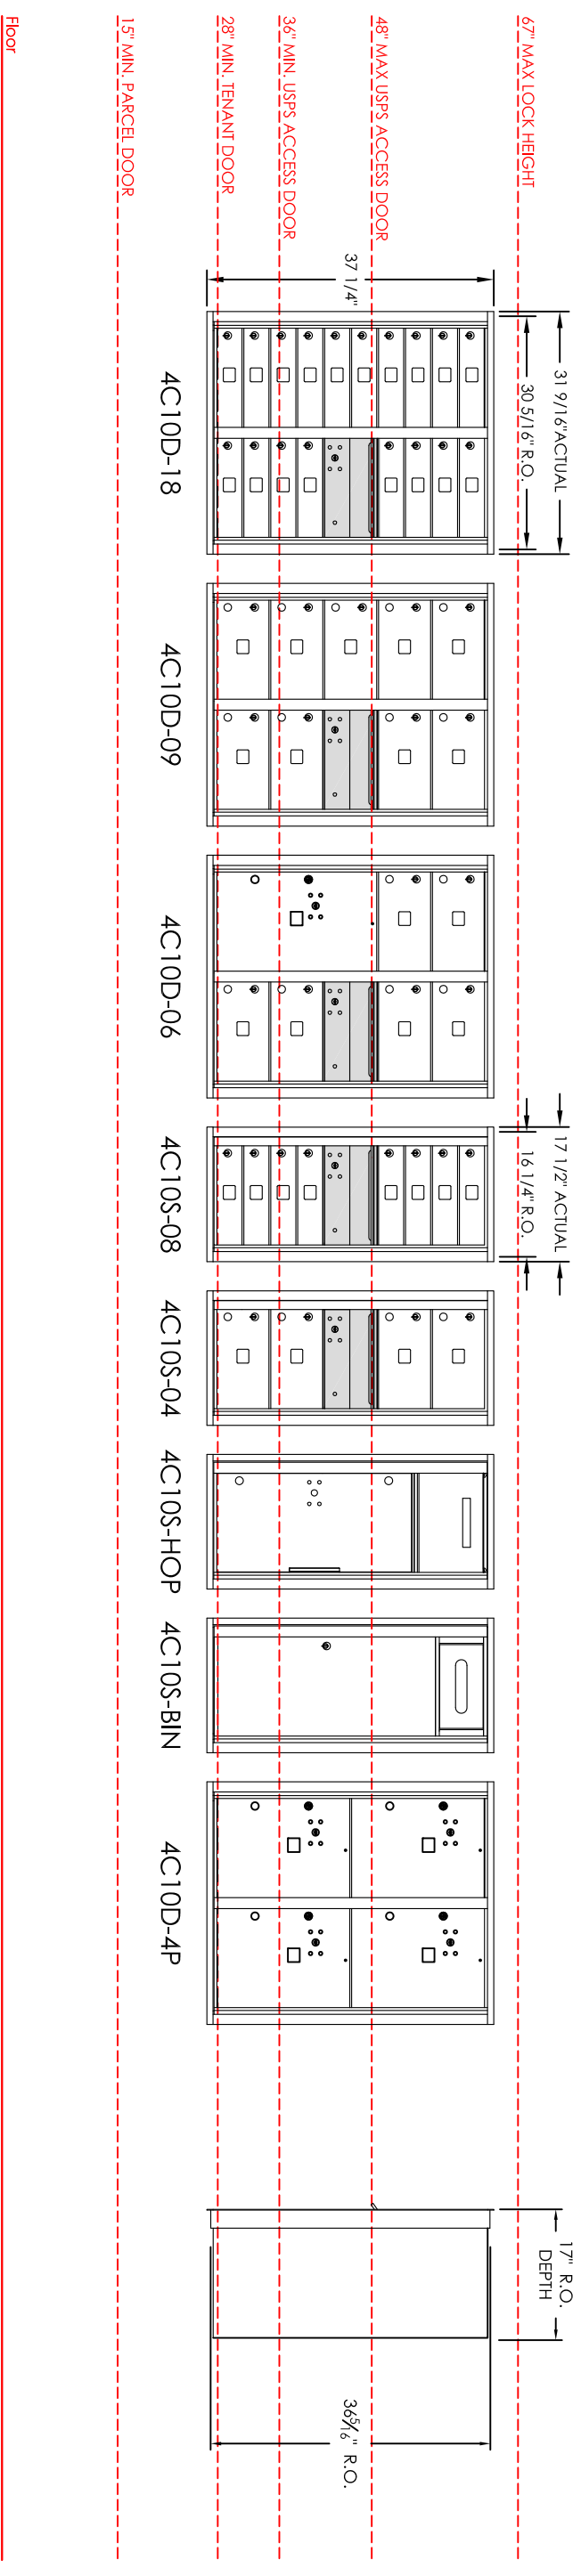 67" MAX LOCK HEIGHT
48" MAX USPS ACCESS DOOR
36" MIN. USPS ACCESS DOOR
28" MIN. TENANT DOOR
15" MIN. PARCEL DOOR
Floor
31 9/16" ACTUAL
30 5/16" R.O.
37 1/4"
17 1/2" ACTUAL
16 1/4" R.O.
17" R.O.
DEPTH
36 5/16" R.O.
4C10D-18
4C10D-09
4C10D-06
4C10S-08
4C10S-04
4C10S-HOP
4C10S-BIN
4C10D-4P